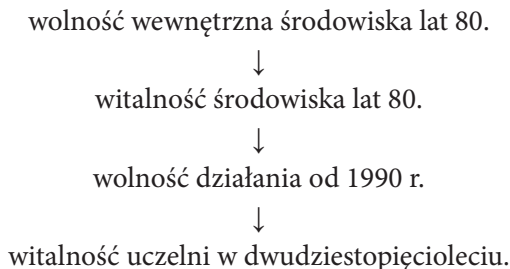 wolność wewnętrzna środowiska lat 80.
↓
witalność środowiska lat 80.
↓
wolność działania od 1990 r.
↓
witalność uczelni w dwudziestopięcioleciu.